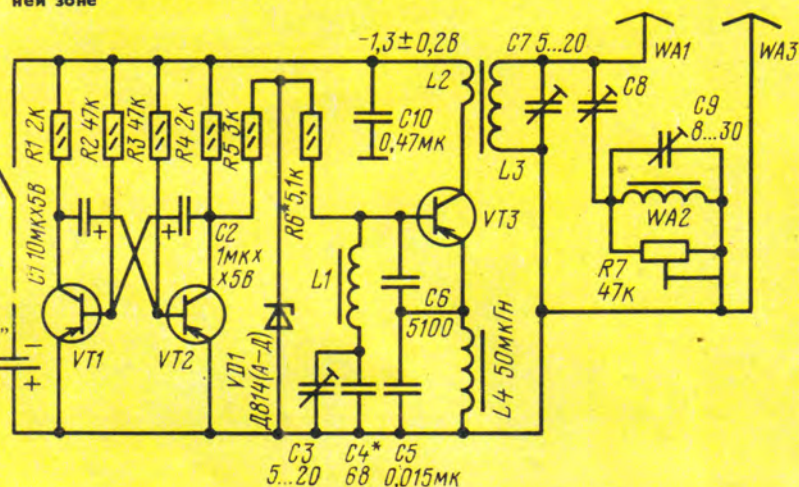 ней зоне
-1,3±0,2В
C7 5...20
WA1
WA3
L2
C8
R1 2к
R2 47к
R3 47к
R4 2к
R5 3к
C10
0,47мк
C9
8...30
L3
R6* 5,1к
VT3
WA2
C1 10мк×5В
C2
1мк×
×5В
L1
R7
47к
C6
5100
VT1
VT2
VD1
Д814(А-Д)
L4 50мкГн
C3
5...20
C4*
68
C5
0,015мк